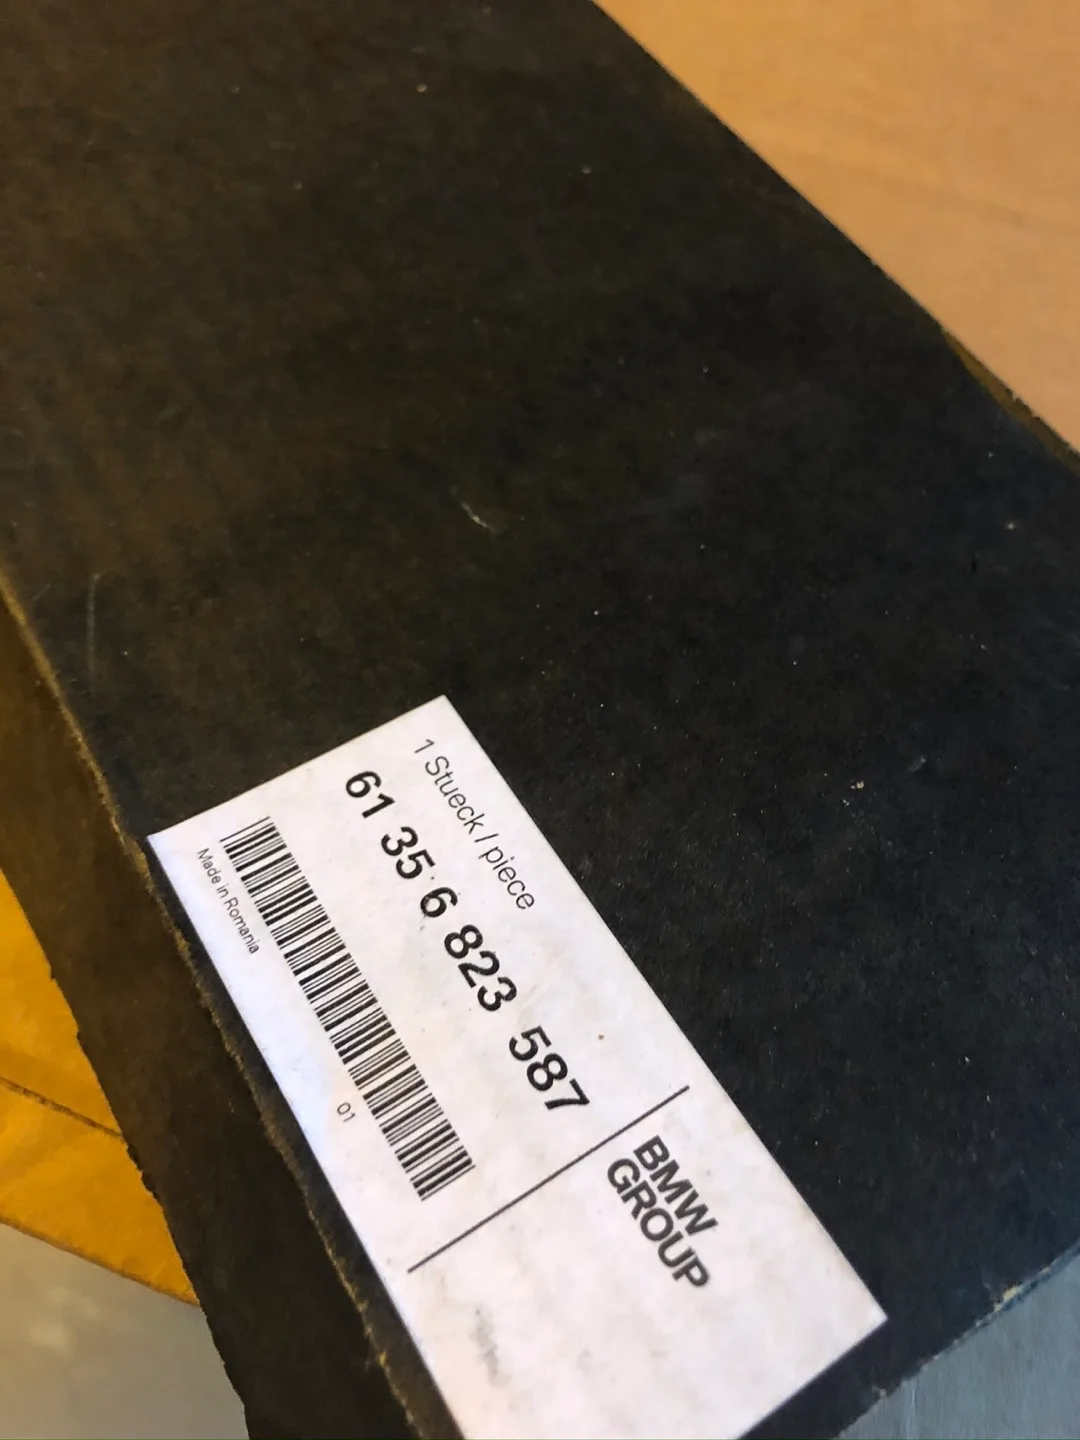 1 Stueck / piece
61 35 6 823 587
Made in Romania
01
BMW
GROUP